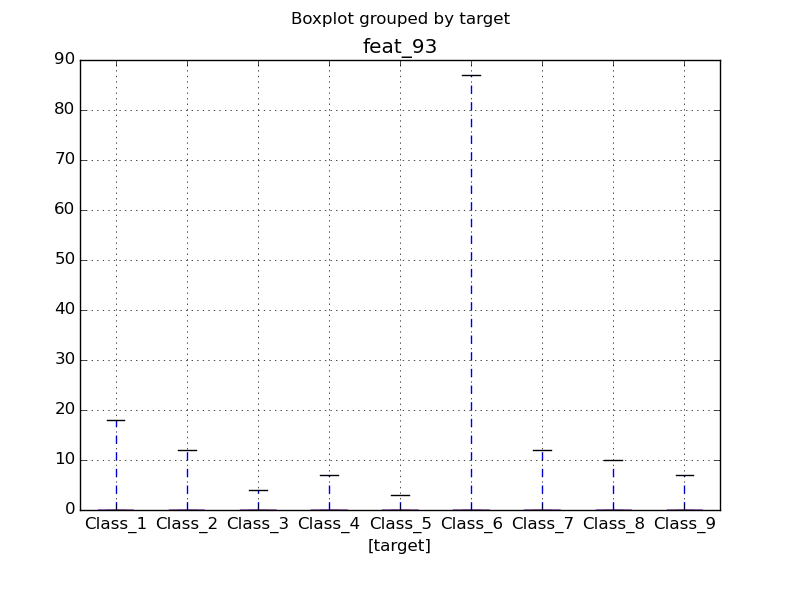 Boxplot grouped by target
feat_93
90
80
70
60
50
40
30
20
10
0
Class_1 Class_2 Class_3 Class_4 Class_5 Class_6 Class_7 Class_8 Class_9
[target]